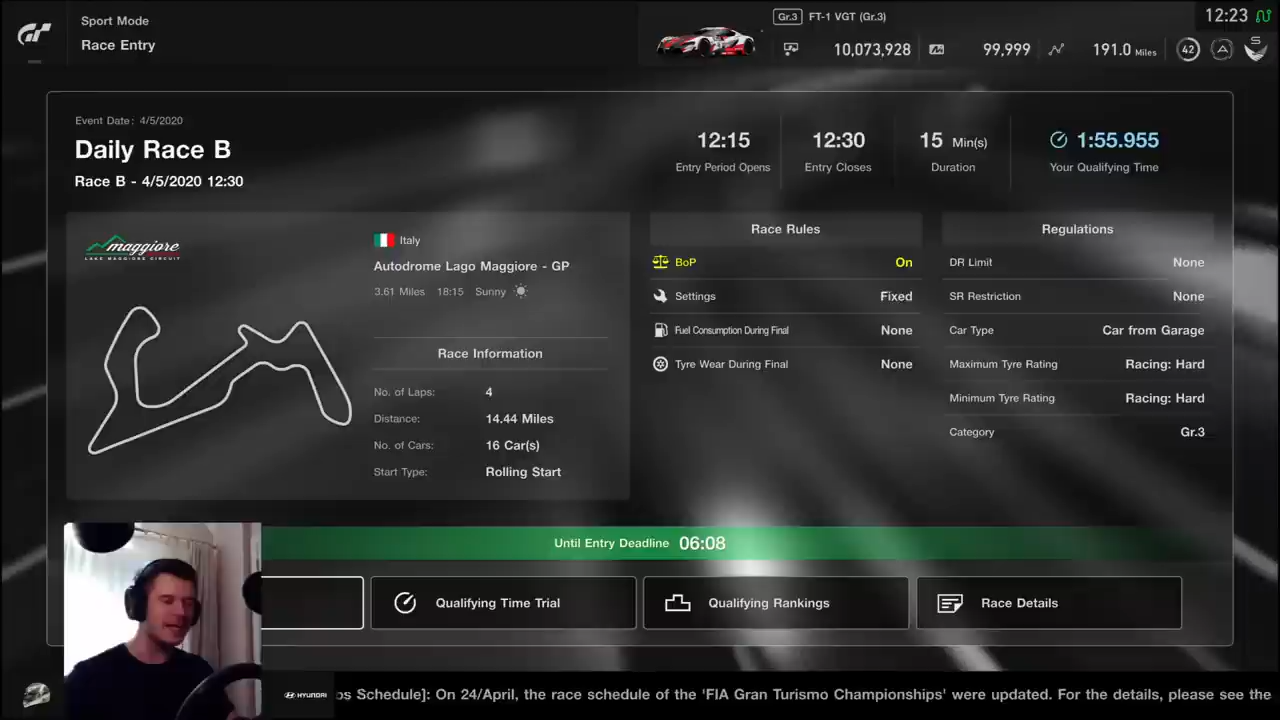 Sport Mode
Race Entry
Gr.3 FT-1 VGT (Gr.3)
10,073,928
99,999
191.0 Miles
42
A
S
12:23
Event Date : 4/5/2020
Daily Race B
Race B - 4/5/2020 12:30
12:15
Entry Period Opens
12:30
Entry Closes
15 Min(s)
Duration
1:55.955
Your Qualifying Time
maggiore
LAKE MAGGIORE CIRCUIT
Italy
Autodrome Lago Maggiore - GP
3.61 Miles 18:15 Sunny
Race Information
No. of Laps: 4
Distance: 14.44 Miles
No. of Cars: 16 Car(s)
Start Type: Rolling Start
Race Rules
BoP On
Settings Fixed
Fuel Consumption During Final None
Tyre Wear During Final None
Regulations
DR Limit None
SR Restriction None
Car Type Car from Garage
Maximum Tyre Rating Racing: Hard
Minimum Tyre Rating Racing: Hard
Category Gr.3
Until Entry Deadline 06:08
Qualifying Time Trial
Qualifying Rankings
Race Details
HYUNDAI
os Schedule]: On 24/April, the race schedule of the 'FIA Gran Turismo Championships' were updated. For the details, please see the